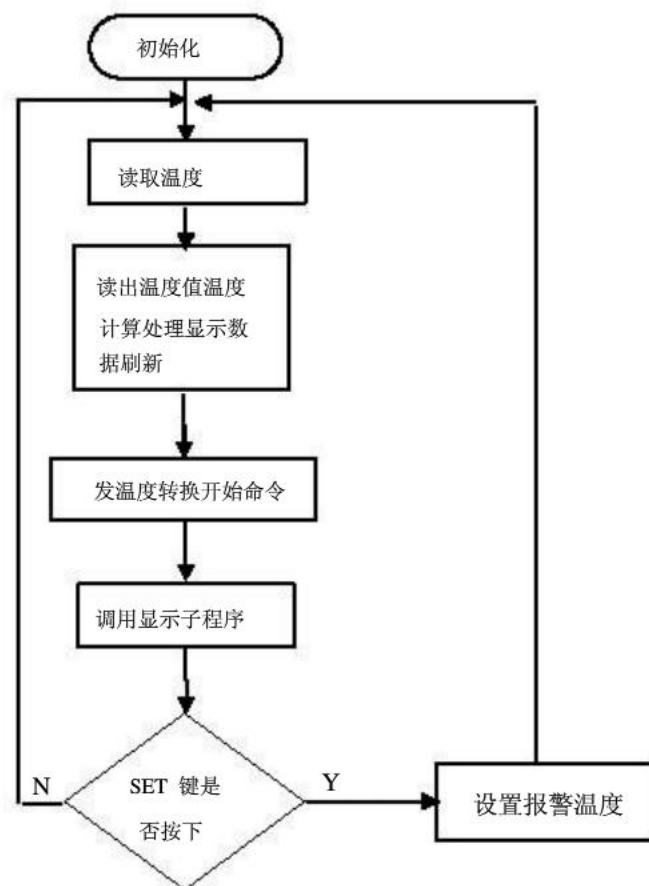 初始化
读取温度
读出温度值温度
计算处理显示数
据刷新
发温度转换开始命令
调用显示子程序
N
SET 键是
否按下
Y
设置报警温度